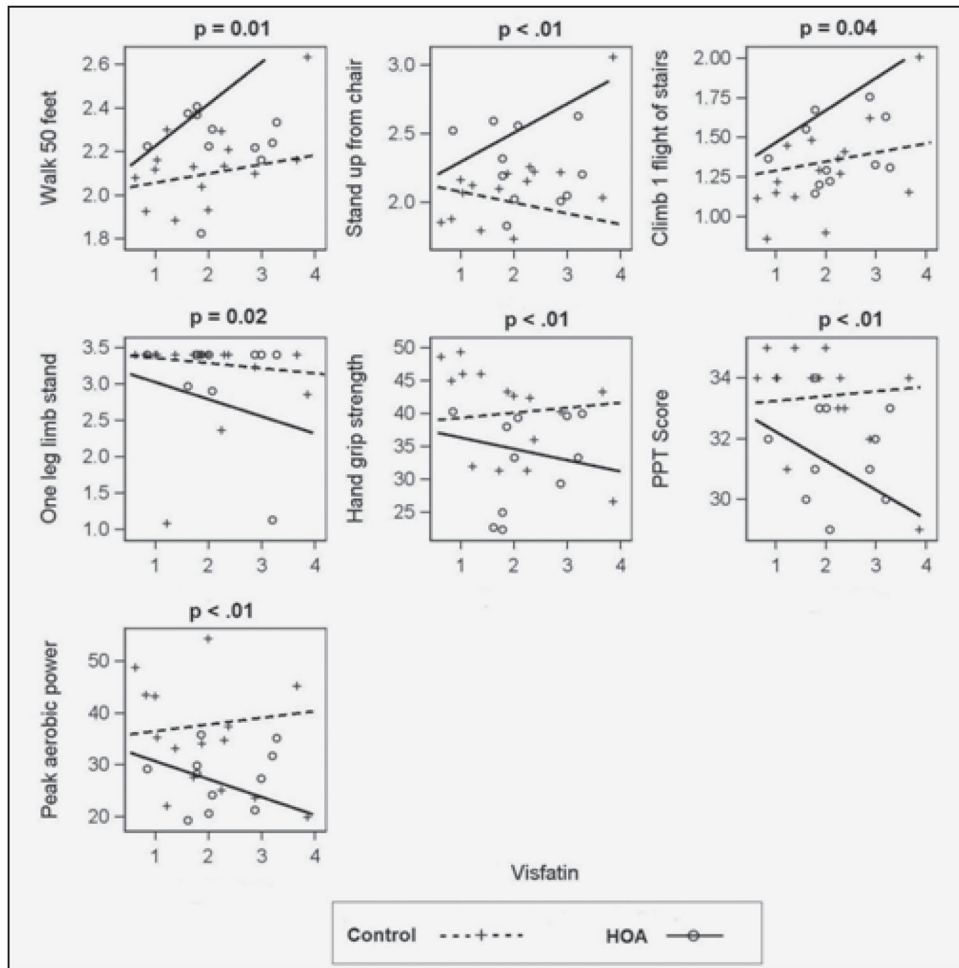 p = 0.01
Walk 50 feet
2.6
2.4
2.2
2.0
1.8
1 2 3 4
p < .01
Stand up from chair
3.0
2.5
2.0
1 2 3 4
p = 0.04
Climb 1 flight of stairs
2.00
1.75
1.50
1.25
1.00
1 2 3 4
p = 0.02
One leg limb stand
3.5
3.0
2.5
2.0
1.5
1.0
1 2 3 4
p < .01
Hand grip strength
50
45
40
35
30
25
1 2 3 4
p < .01
PPT Score
34
32
30
1 2 3 4
p < .01
Peak aerobic power
50
40
30
20
1 2 3 4
Visfatin
Control HOA